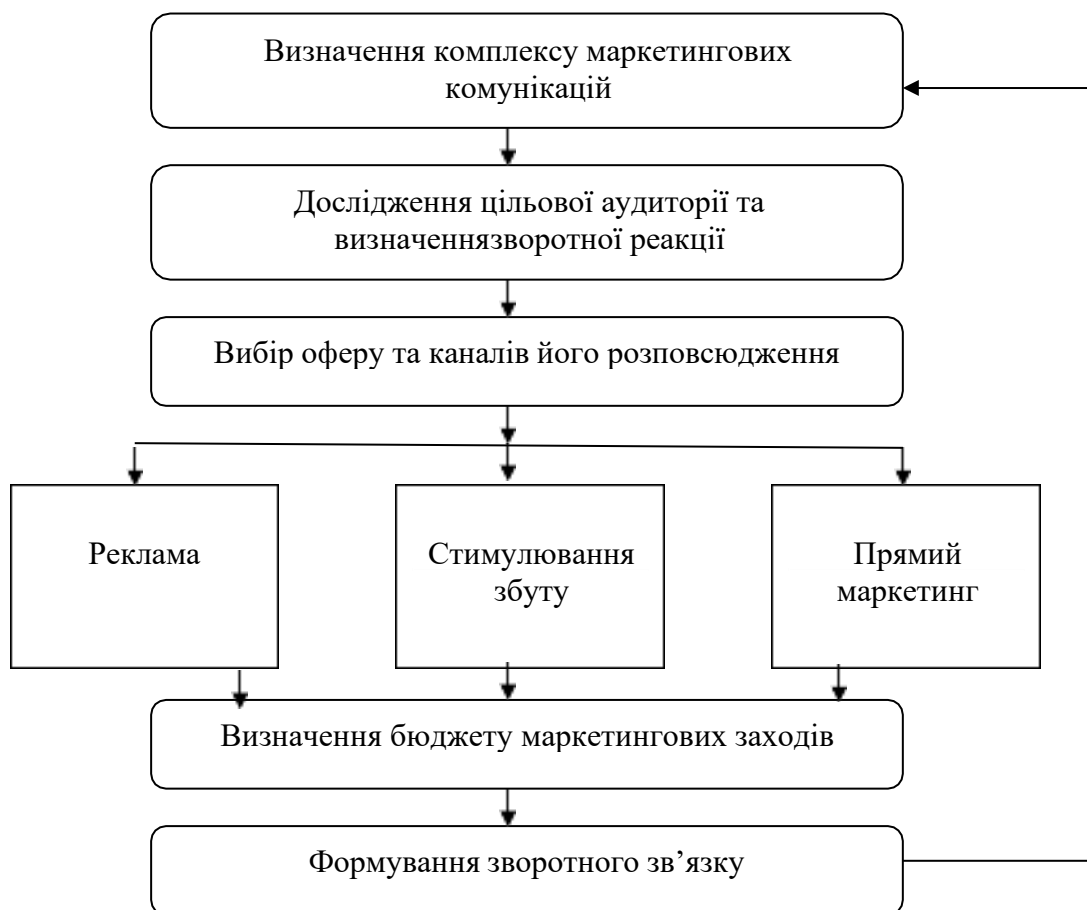 Визначення комплексу маркетингових
комунікацій
Дослідження цільової аудиторії та
визначеннязворотної реакції
Вибір оферу та каналів його розповсюдження
Реклама
Стимулювання
збуту
Прямий
маркетинг
Визначення бюджету маркетингових заходів
Формування зворотного зв’язку